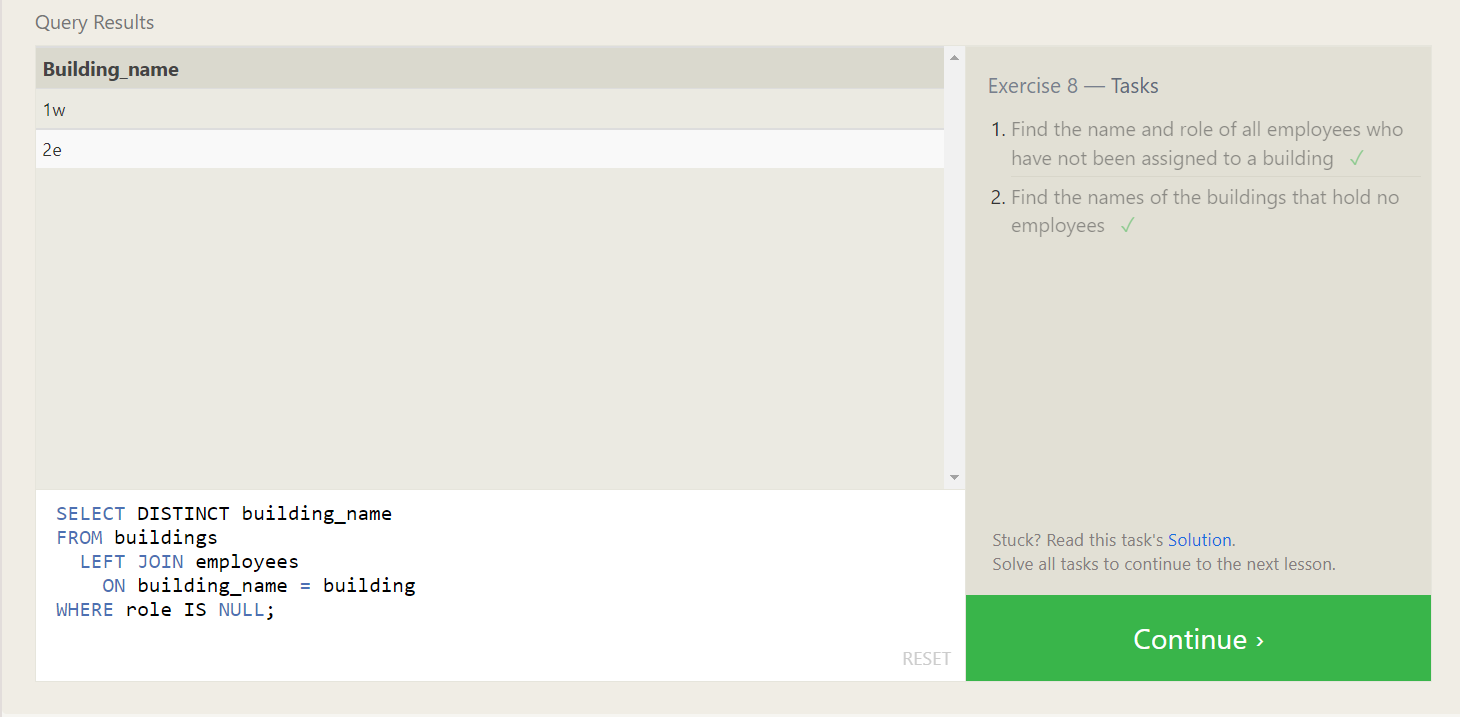 Query Results
Building_name
1w
2e
SELECT DISTINCT building_name
FROM buildings
LEFT JOIN employees
ON building_name = building
WHERE role IS NULL;
RESET
Exercise 8 — Tasks
1. Find the name and role of all employees who
have not been assigned to a building ✓
2. Find the names of the buildings that hold no
employees ✓
Stuck? Read this task's Solution.
Solve all tasks to continue to the next lesson.
Continue ›